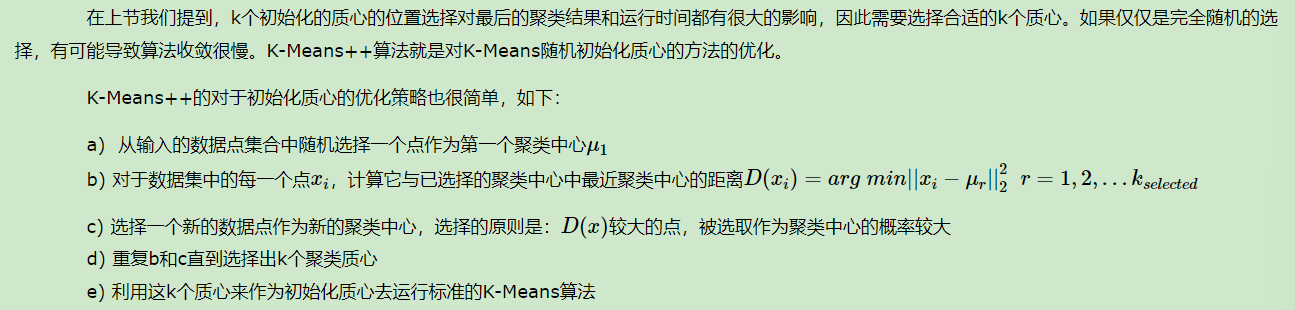 在上节我们提到，k个初始化的质心的位置选择对最后的聚类结果和运行时间都有很大的影响，因此需要选择合适的k个质心。如果仅仅是完全随机的选
择，有可能导致算法收敛很慢。K-Means++算法就是对K-Means随机初始化质心的方法的优化。
K-Means++的对于初始化质心的优化策略也很简单，如下：
a) 从输入的数据点集合中随机选择一个点作为第一个聚类中心μ₁
b) 对于数据集中的每一个点xᵢ，计算它与已选择的聚类中心中最近聚类中心的距离D(xᵢ) = arg min||xᵢ − μᵣ||₂² r = 1, 2, … k_selected
c) 选择一个新的数据点作为新的聚类中心，选择的原则是：D(x)较大的点，被选取作为聚类中心的概率较大
d) 重复b和c直到选择出k个聚类质心
e) 利用这k个质心来作为初始化质心去运行标准的K-Means算法